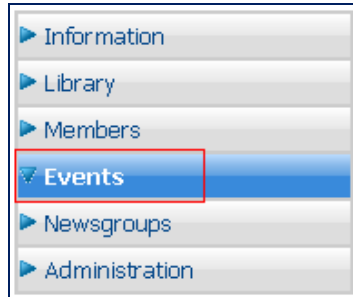 Information
Library
Members
Events
Newsgroups
Administration